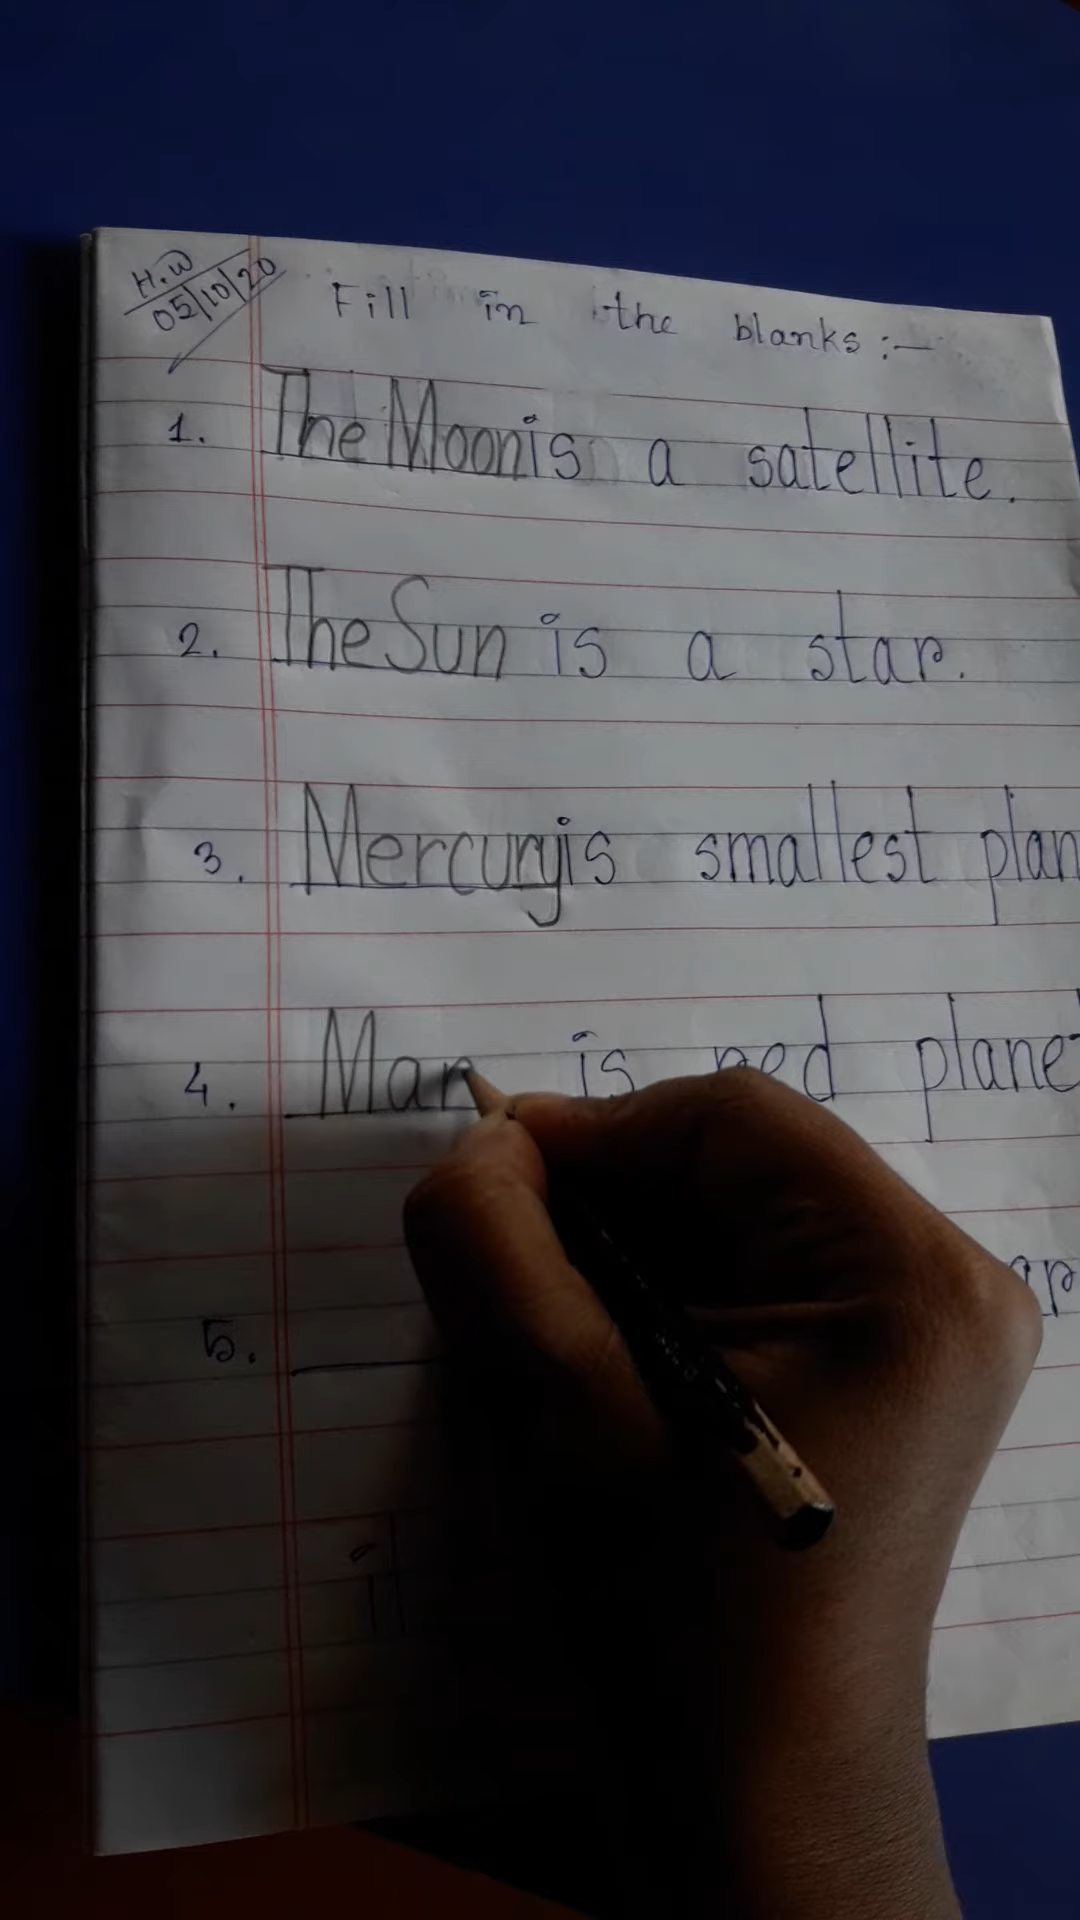 H.W
05/10/20
Fill in the blanks :-
1. The Moon is a satellite.
2. The Sun is a star.
3. Mercury is smallest plan
4. Mar is red plane
5.